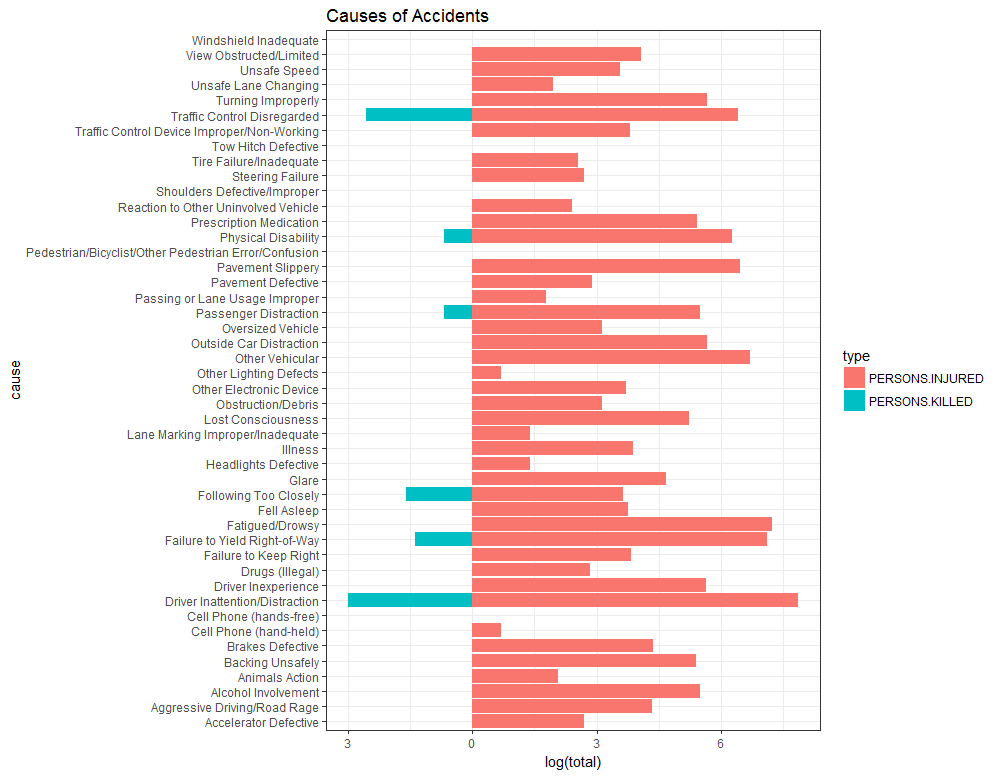 Causes of Accidents
Windshield Inadequate
View Obstructed/Limited
Unsafe Speed
Unsafe Lane Changing
Turning Improperly
Traffic Control Disregarded
Traffic Control Device Improper/Non-Working
Tow Hitch Defective
Tire Failure/Inadequate
Steering Failure
Shoulders Defective/Improper
Reaction to Other Uninvolved Vehicle
Prescription Medication
Physical Disability
Pedestrian/Bicyclist/Other Pedestrian Error/Confusion
Pavement Slippery
Pavement Defective
Passing or Lane Usage Improper
Passenger Distraction
Oversized Vehicle
Outside Car Distraction
Other Vehicular
Other Lighting Defects
Other Electronic Device
Obstruction/Debris
Lost Consciousness
Lane Marking Improper/Inadequate
Illness
Headlights Defective
Glare
Following Too Closely
Fell Asleep
Fatigued/Drowsy
Failure to Yield Right-of-Way
Failure to Keep Right
Drugs (Illegal)
Driver Inexperience
Driver Inattention/Distraction
Cell Phone (hands-free)
Cell Phone (hand-held)
Brakes Defective
Backing Unsafely
Animals Action
Alcohol Involvement
Aggressive Driving/Road Rage
Accelerator Defective
cause
3 0 3 6
log(total)
type
PERSONS.INJURED
PERSONS.KILLED